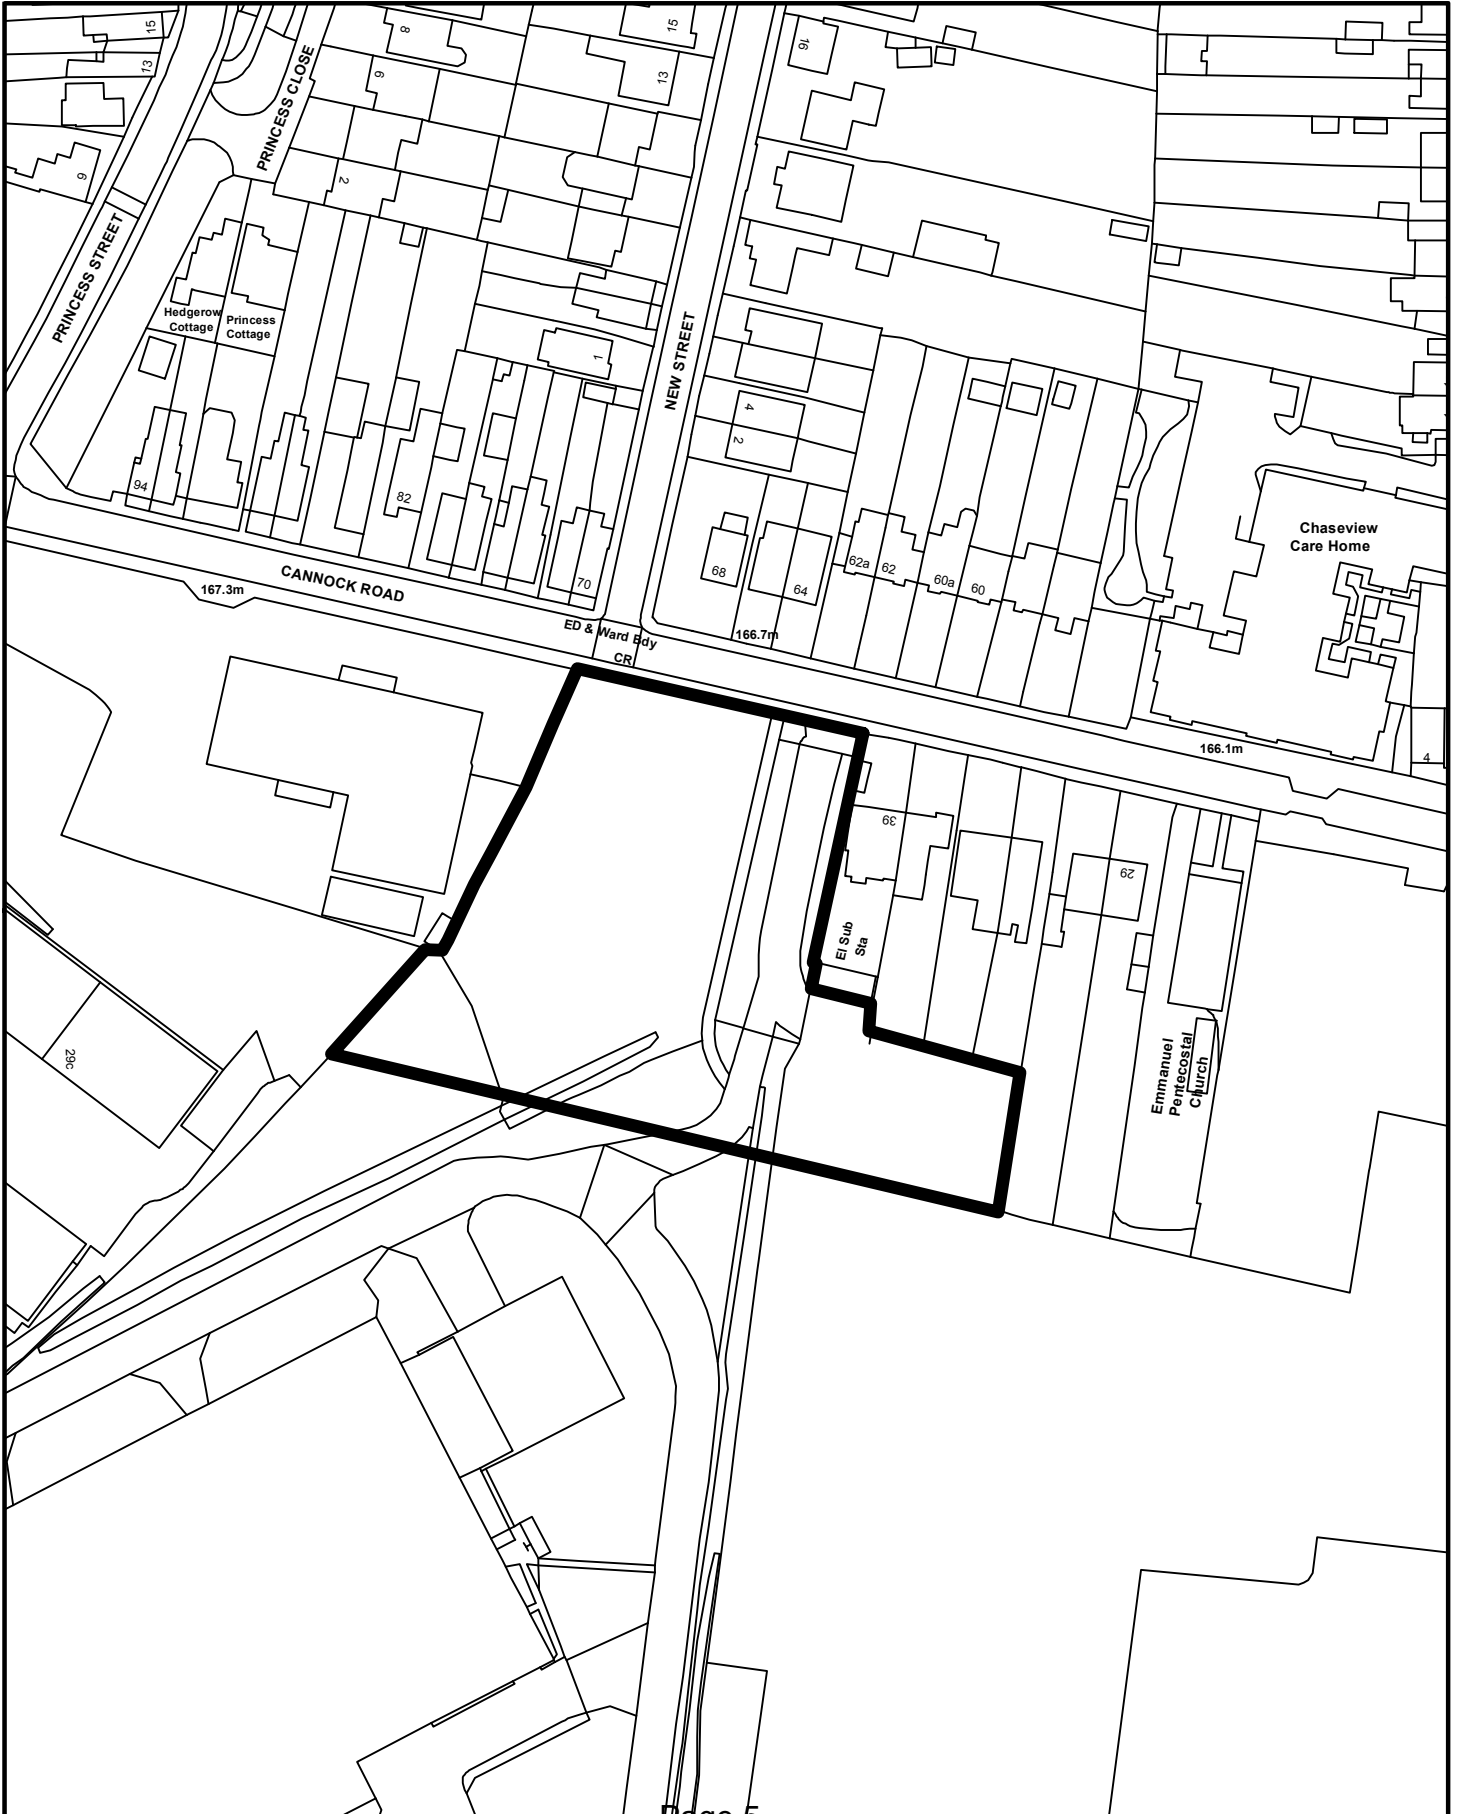 15
8
15
16
13
6
13
PRINCESS CLOSE
9
2
PRINCESS STREET
Hedgerow
Cottage
Princess
Cottage
1
NEW STREET
4
2
94
82
70
68
64
62a
62
60a
60
Chaseview
Care Home
CANNOCK ROAD
167.3m
ED & Ward Bdy
CR
166.7m
166.1m
4
39
29
El Sub
Sta
29c
Emmanuel
Pentecostal
Church
Page 5